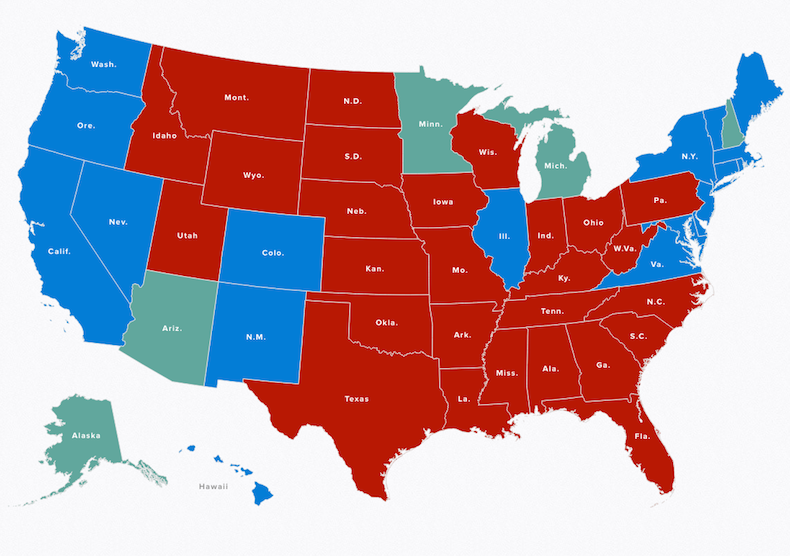 Wash.
Mont.
N.D.
Minn.
Ore.
Idaho
Wis.
Mich.
N.Y.
S.D.
Wyo.
Iowa
Pa.
Neb.
Ohio
Nev.
Utah
Ill.
Ind.
Calif.
Colo.
W.Va.
Va.
Kan.
Mo.
Ky.
N.C.
Tenn.
Ariz.
N.M.
Okla.
Ark.
S.C.
Miss.
Ala.
Ga.
Texas
La.
Alaska
Fla.
Hawaii